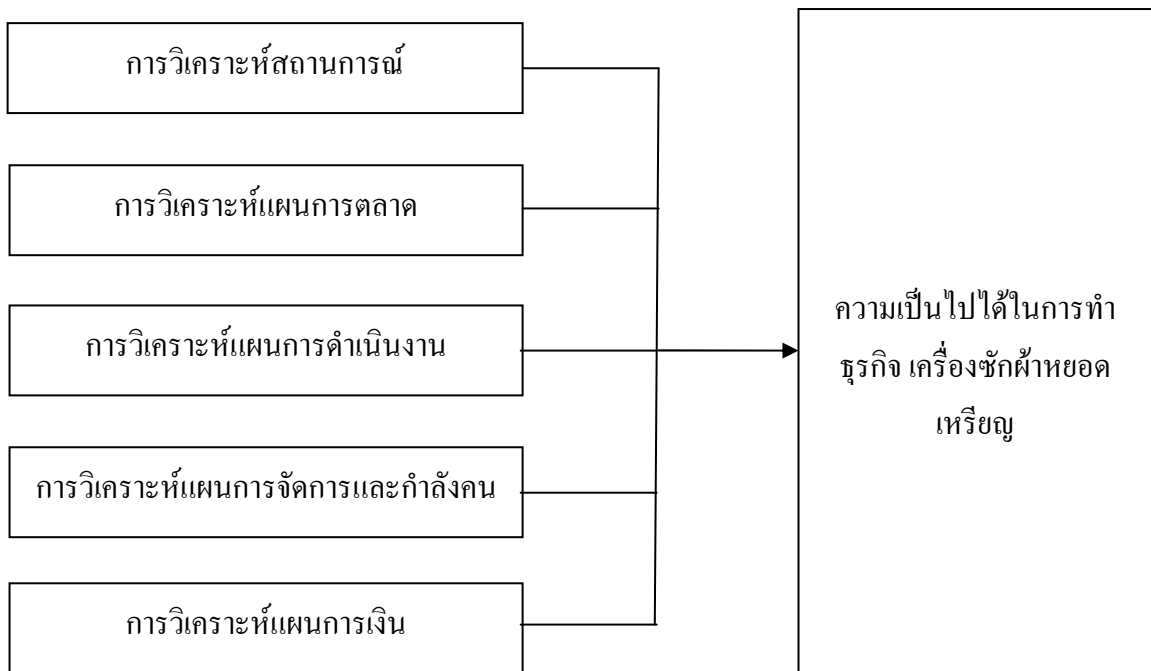 การวิเคราะห์สถานการณ์
การวิเคราะห์แผนการตลาด
การวิเคราะห์แผนการดำเนินงาน
การวิเคราะห์แผนการจัดการและกำลังคน
การวิเคราะห์แผนการเงิน
ความเป็นไปได้ในการทำ
ธุรกิจ เครื่องซักผ้าหยอด
เหรียญ